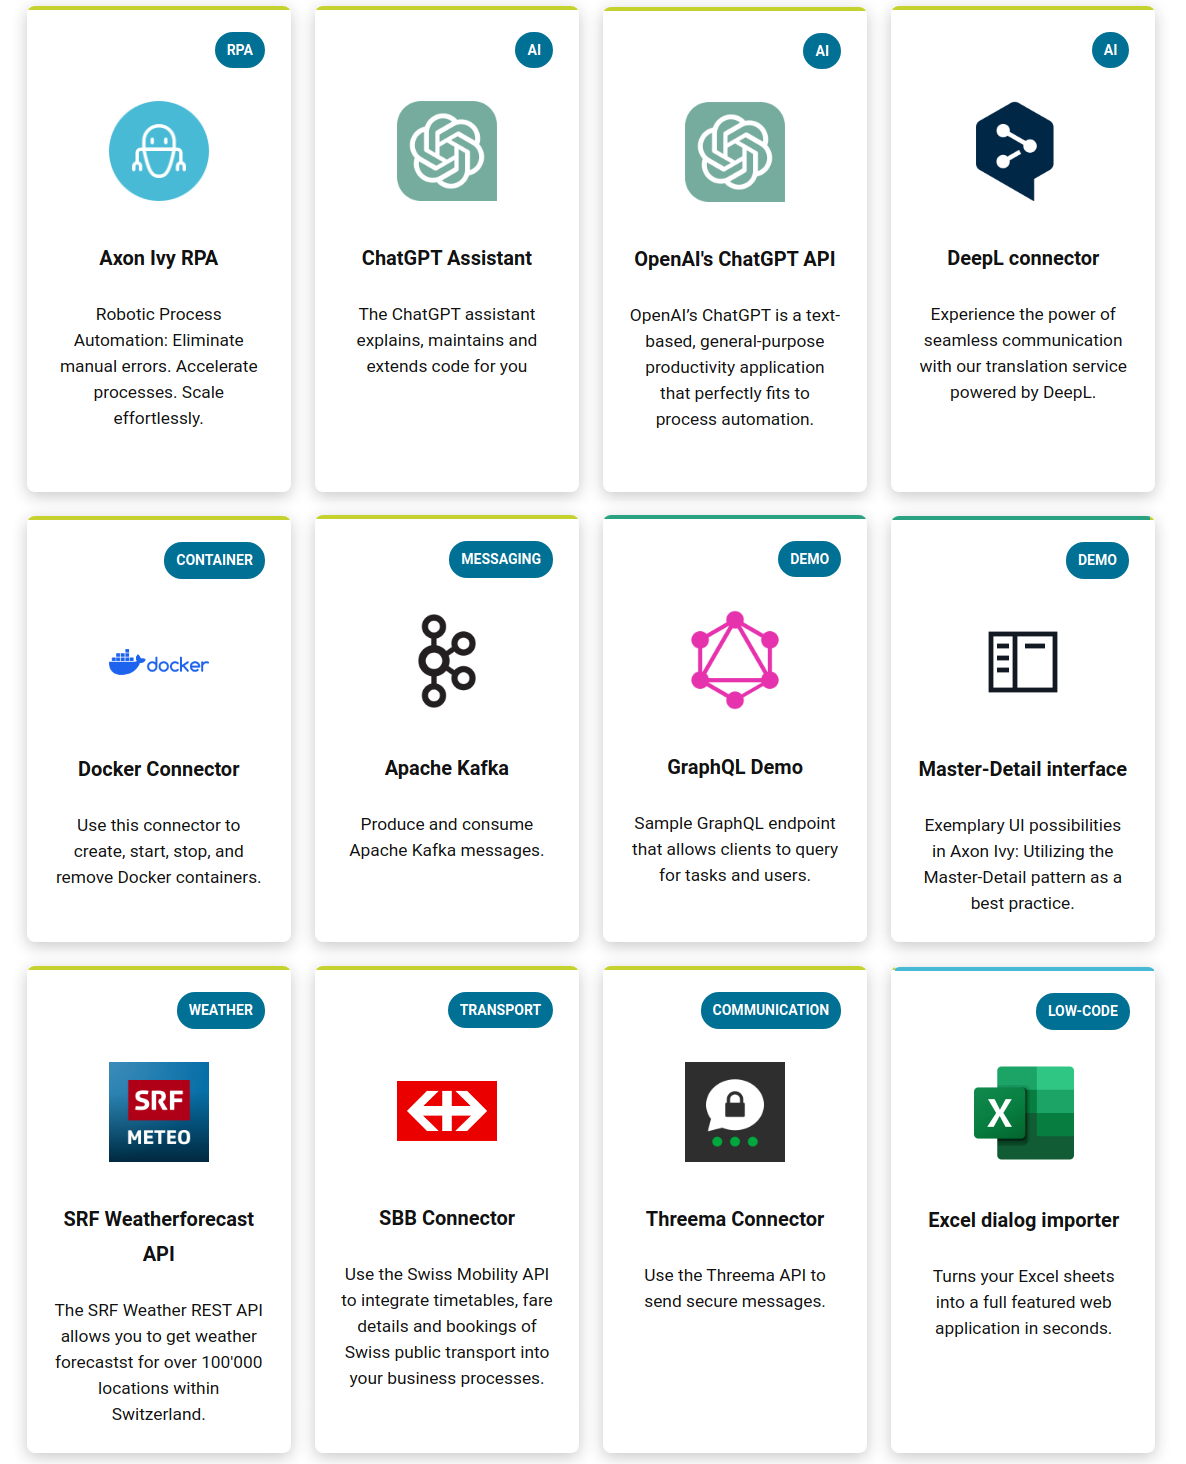 RPA
Axon Ivy RPA
Robotic Process
Automation: Eliminate
manual errors. Accelerate
processes. Scale
effortlessly.
AI
ChatGPT Assistant
The ChatGPT assistant
explains, maintains and
extends code for you
AI
OpenAI's ChatGPT API
OpenAI’s ChatGPT is a text-
based, general-purpose
productivity application
that perfectly fits to
process automation.
AI
DeepL connector
Experience the power of
seamless communication
with our translation service
powered by DeepL.
CONTAINER
docker
Docker Connector
Use this connector to
create, start, stop, and
remove Docker containers.
MESSAGING
Apache Kafka
Produce and consume
Apache Kafka messages.
DEMO
GraphQL Demo
Sample GraphQL endpoint
that allows clients to query
for tasks and users.
DEMO
Master-Detail interface
Exemplary UI possibilities
in Axon Ivy: Utilizing the
Master-Detail pattern as a
best practice.
WEATHER
SRF
METEO
SRF Weatherforecast
API
The SRF Weather REST API
allows you to get weather
forecastst for over 100'000
locations within
Switzerland.
TRANSPORT
SBB Connector
Use the Swiss Mobility API
to integrate timetables, fare
details and bookings of
Swiss public transport into
your business processes.
COMMUNICATION
Threema Connector
Use the Threema API to
send secure messages.
LOW-CODE
X
Excel dialog importer
Turns your Excel sheets
into a full featured web
application in seconds.